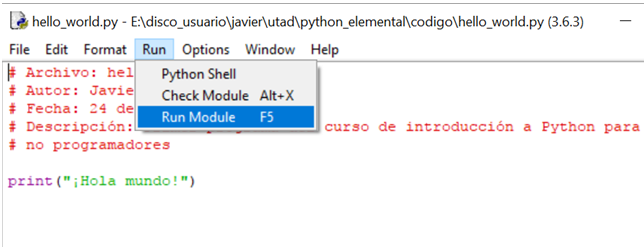 hello_world.py - E:\disco_usuario\javier\utad\python_elemental\codigo\hello_world.py (3.6.3)
File Edit Format Run Options Window Help
Python Shell
Check Module Alt+X
Run Module F5
# Archivo: hel
# Autor: Javie
# Fecha: 24 de
# Descripción: curso de introducción a Python para
# no programadores
print("¡Hola mundo!")